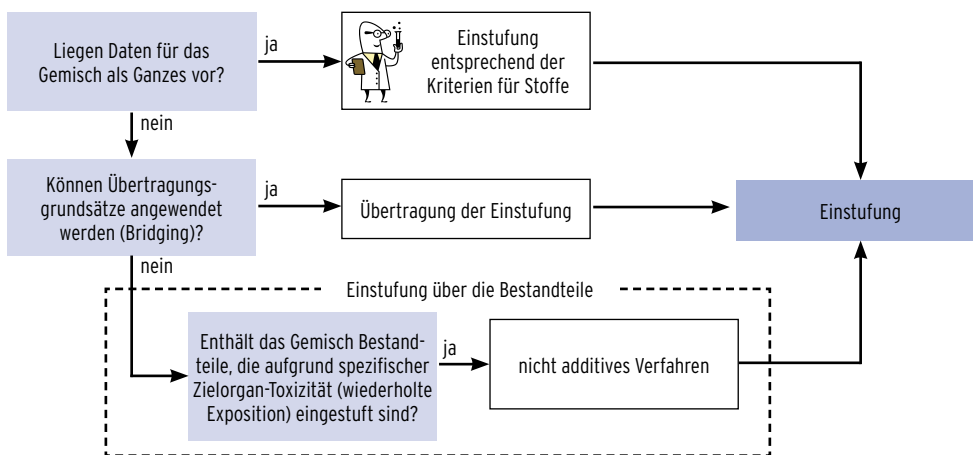 Liegen Daten für das
Gemisch als Ganzes vor?
ja
Einstufung
entsprechend der
Kriterien für Stoffe
nein
Können Übertragungs-
grundsätze angewendet
werden (Bridging)?
ja
Übertragung der Einstufung
Einstufung
nein
Einstufung über die Bestandteile
Enthält das Gemisch Bestand-
teile, die aufgrund spezifischer
Zielorgan-Toxizität (wiederholte
Exposition) eingestuft sind?
ja
nicht additives Verfahren